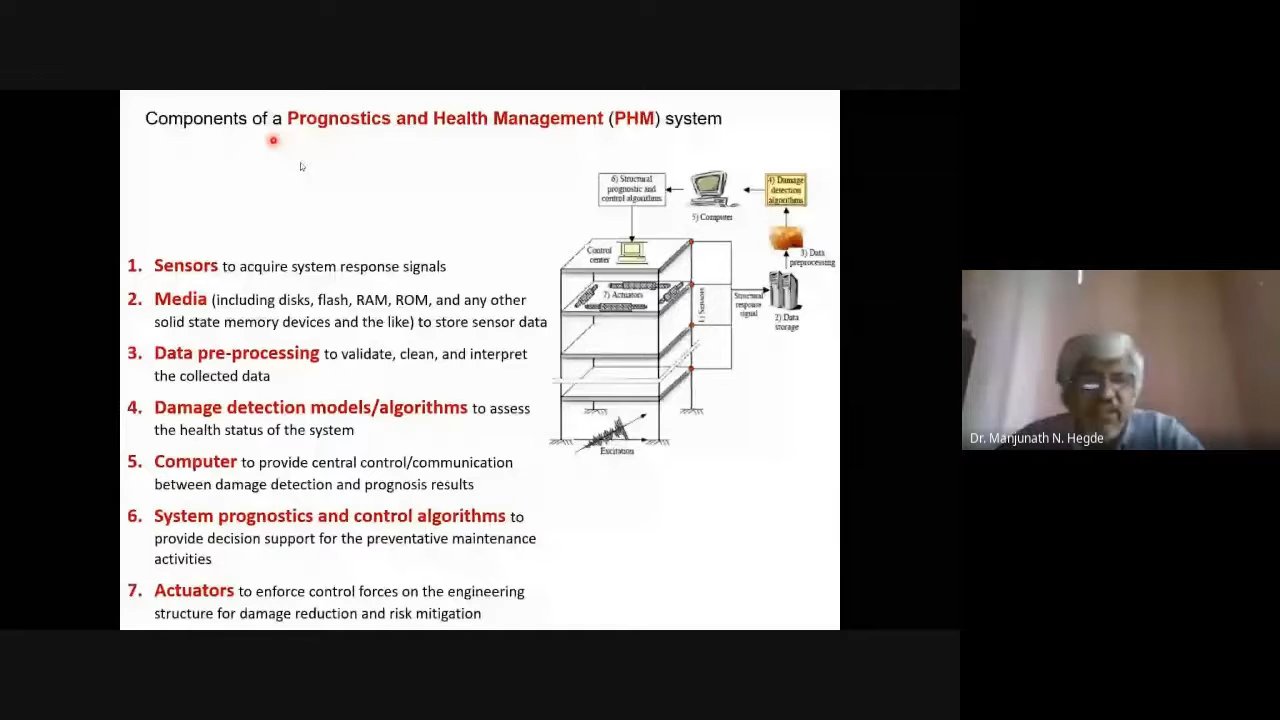 Components of a Prognostics and Health Management (PHM) system
1. Sensors to acquire system response signals
2. Media (including disks, flash, RAM, ROM, and any other
solid state memory devices and the like) to store sensor data
3. Data pre-processing to validate, clean, and interpret
the collected data
4. Damage detection models/algorithms to assess
the health status of the system
5. Computer to provide central control/communication
between damage detection and prognosis results
6. System prognostics and control algorithms to
provide decision support for the preventative maintenance
activities
7. Actuators to enforce control forces on the engineering
structure for damage reduction and risk mitigation
6) Structural
prognostic and
control algorithms
5) Computer
4) Damage
detection
algorithms
3) Data
preprocessing
Control
center
7) Actuators
1) Sensors
Structural
response
signal
2) Data
storage
Excitation
Dr. Manjunath N. Hegde